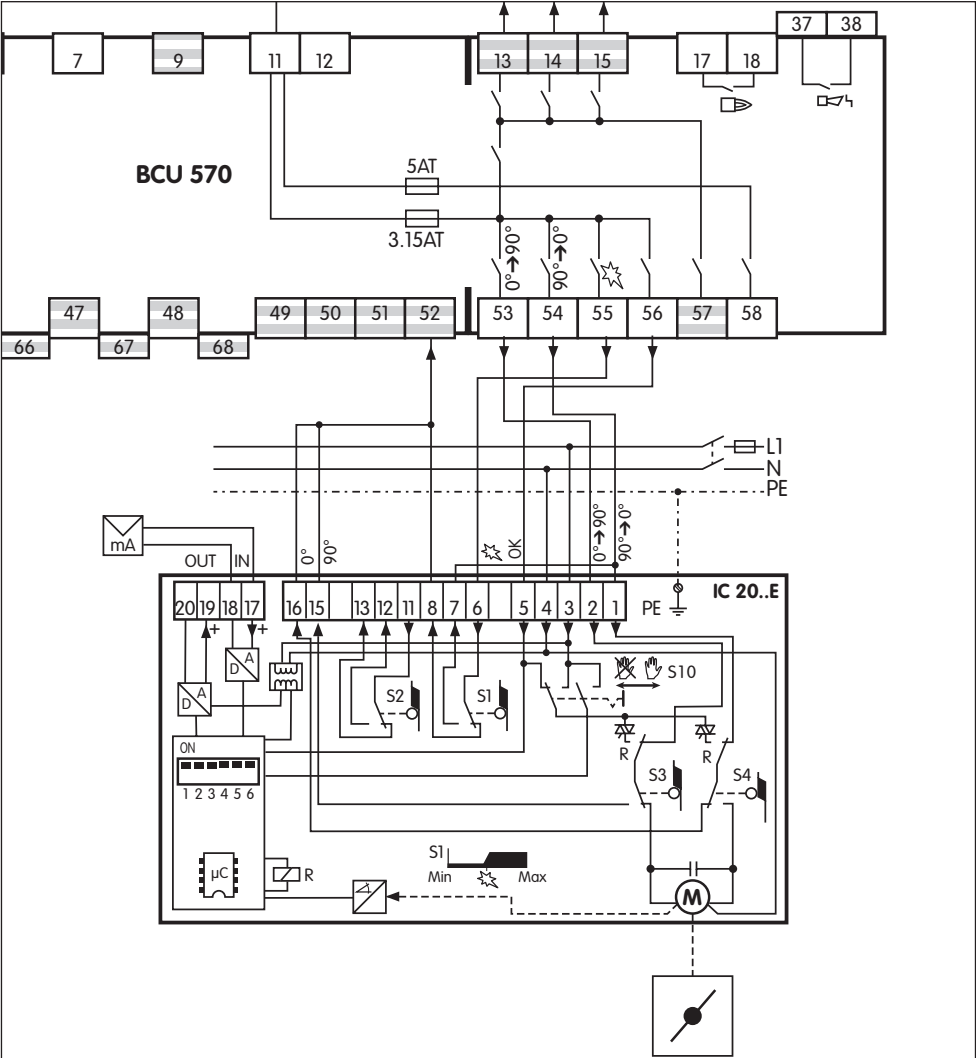 37 38
7 9 11 12 13 14 15 17 18
BCU 570
5AT
3.15AT
0°➔90°
90°➔0°
47 48 49 50 51 52 53 54 55 56 57 58
66 67 68
L1
N
PE
mA
OUT IN
0°
90°
OK
0°➔90°
90°➔0°
IC 20..E
20 19 18 17 16 15 13 12 11 8 7 6 5 4 3 2 1 PE
+ +
D A
D A
S2 S1 S10
ON
1 2 3 4 5 6
R R
S3 S4
µC
R
S1
Min Max
M